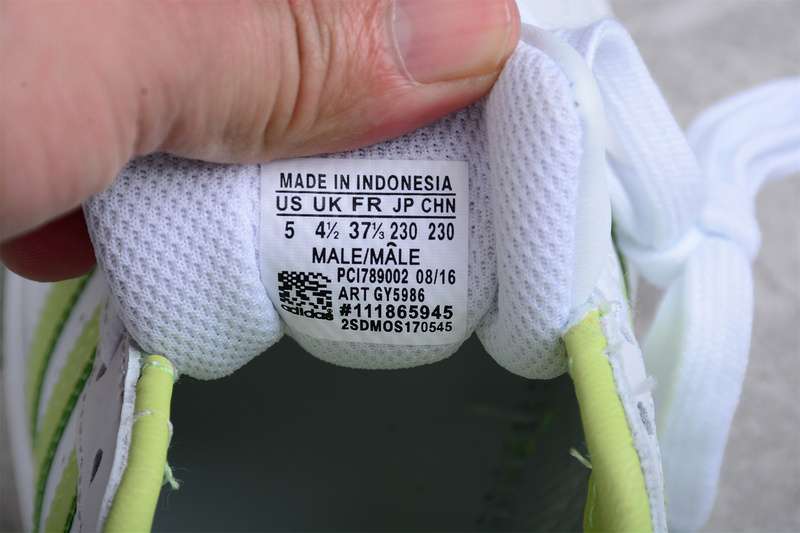 MADE IN INDONESIA
US UK FR JP CHN
5 4½ 37⅓ 230 230
MALE/MÂLE
PCI789002 08/16
ART GY5986
adidas #111865945
2SDMOS170545